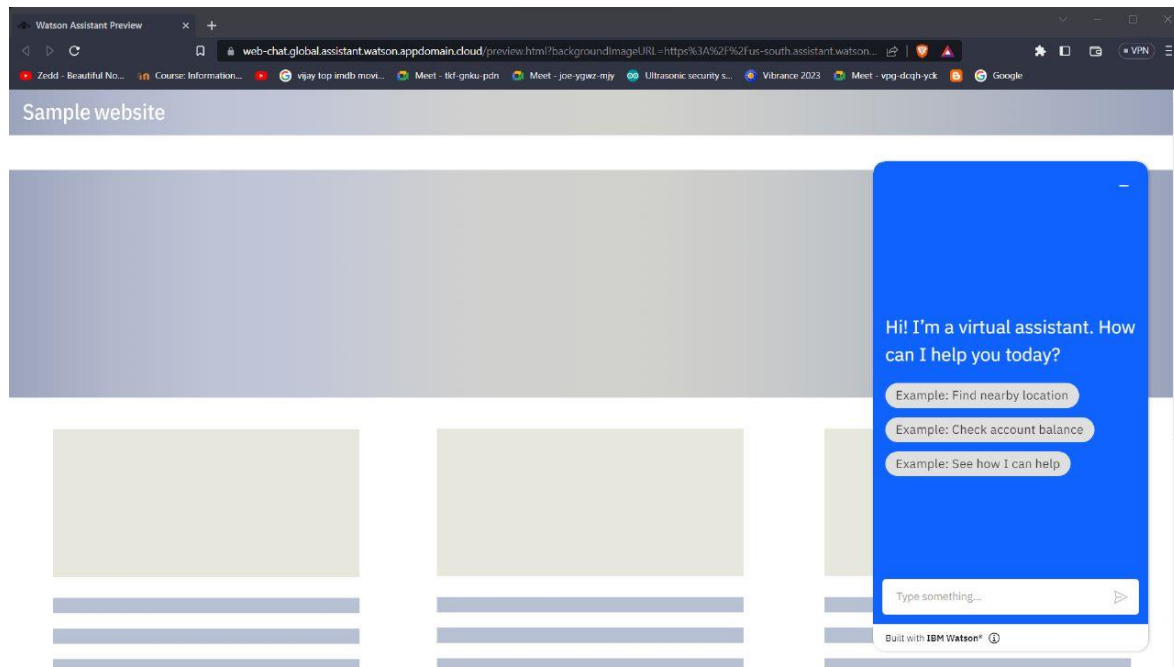 Watson Assistant Preview
web-chat.global.assistant.watson.appdomain.cloud/preview.html?backgroundImageURL=https%3A%2F%2Fus-south.assistant.watson...
VPN
Zedd - Beautiful No... Course: Information... vijay top imdb movi... Meet - tkf-gnku-pdn Meet - joe-ygwz-mjy Ultrasonic security s... Vibrance 2023 Meet - vpg-dcqh-yck Google
Sample website
Hi! I'm a virtual assistant. How
can I help you today?
Example: Find nearby location
Example: Check account balance
Example: See how I can help
Type something...
Built with IBM Watson®